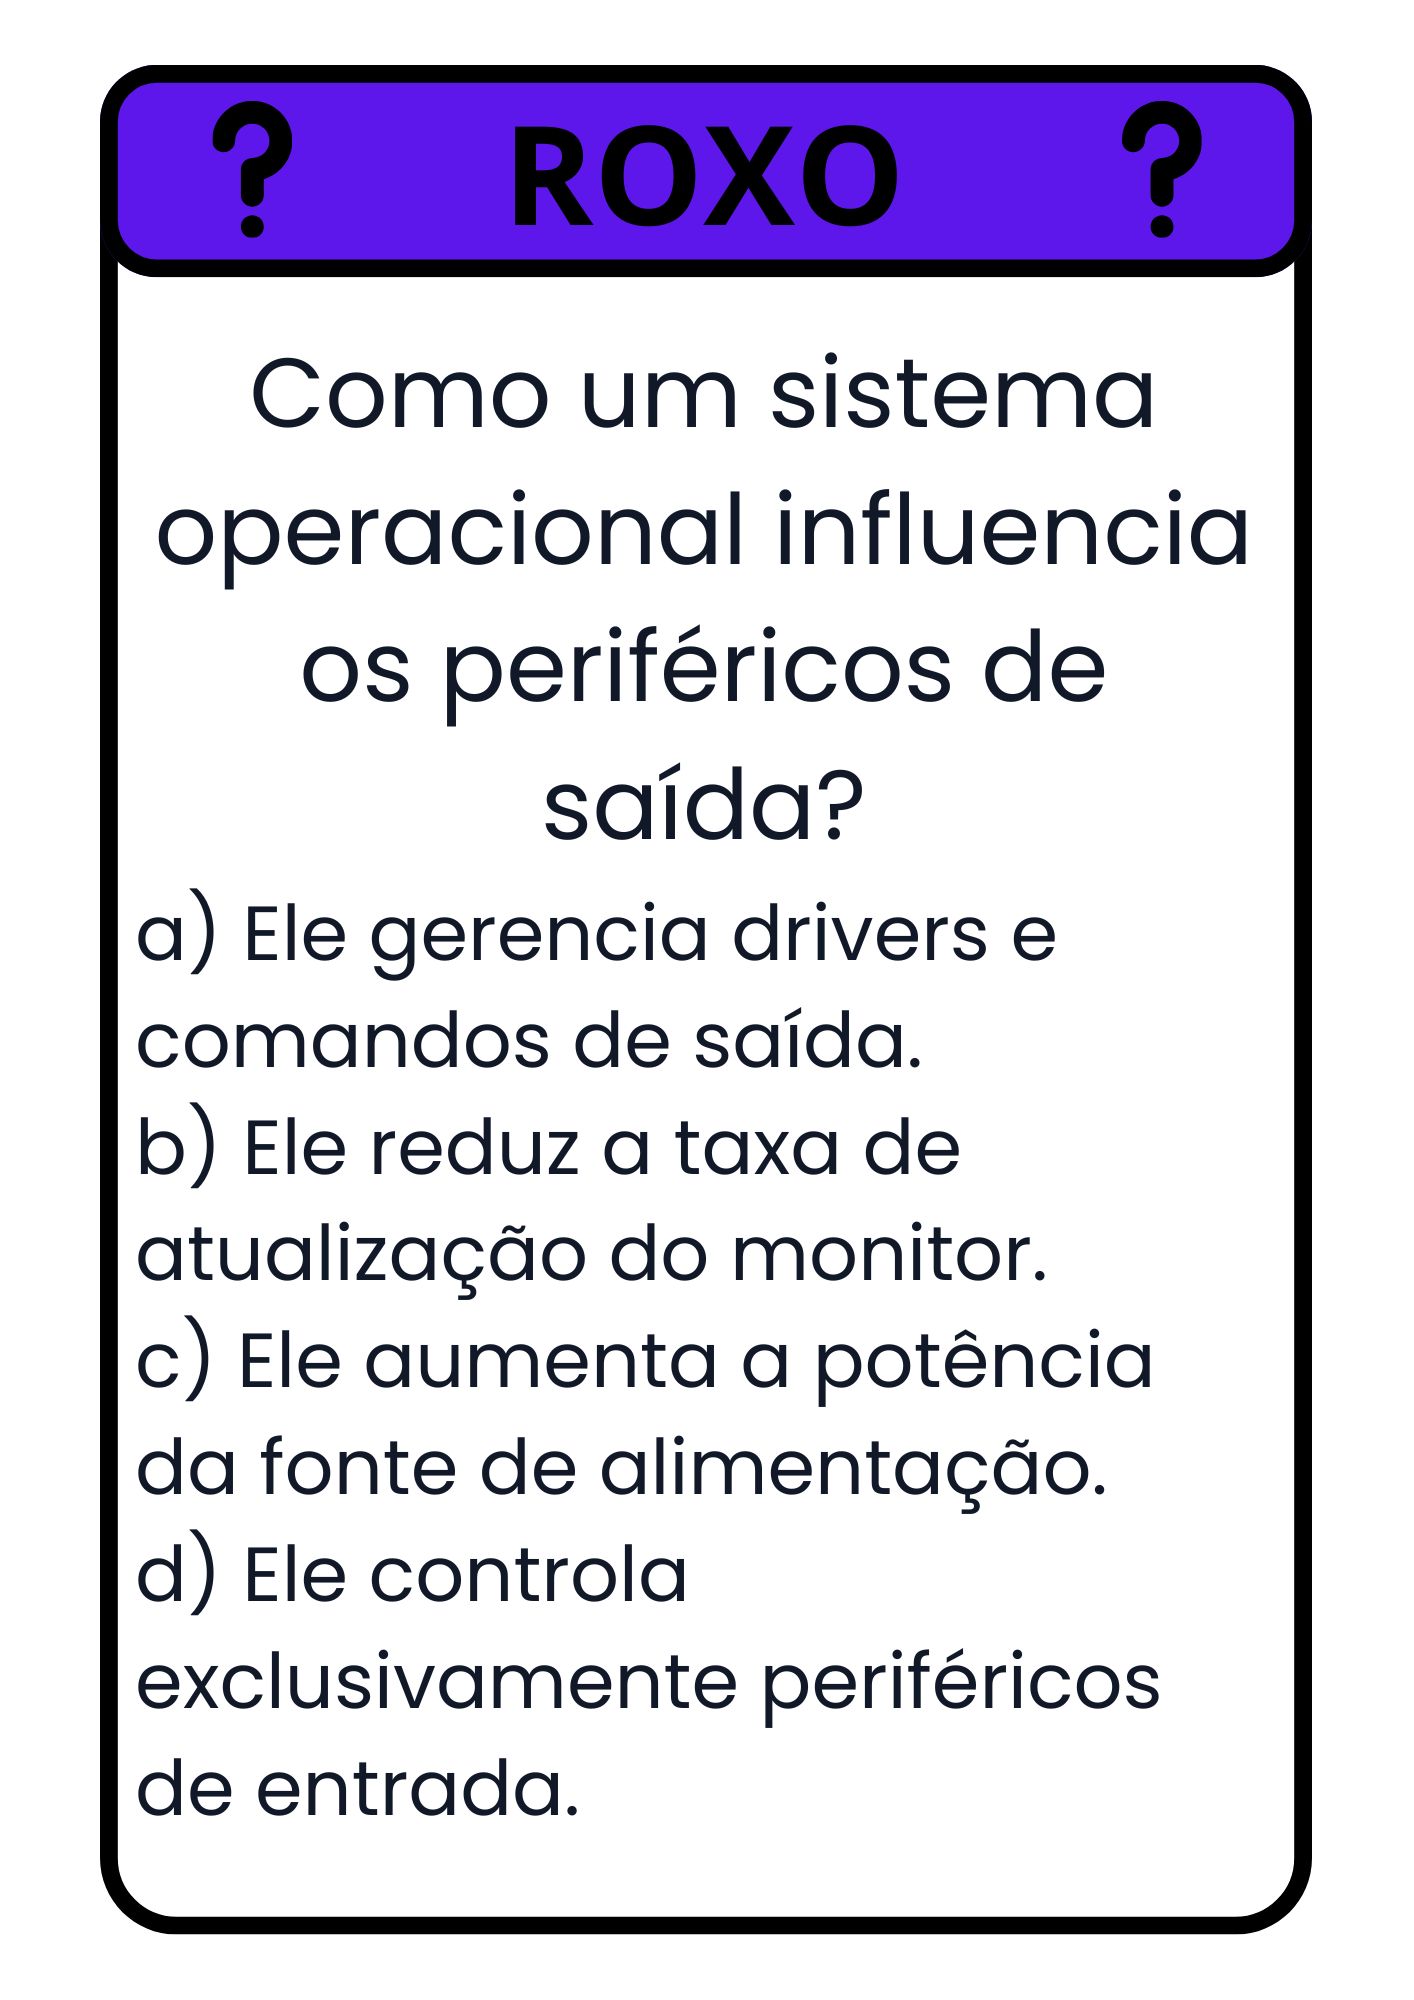 ? ROXO ?
Como um sistema
operacional influencia
os periféricos de
saída?
a) Ele gerencia drivers e
comandos de saída.
b) Ele reduz a taxa de
atualização do monitor.
c) Ele aumenta a potência
da fonte de alimentação.
d) Ele controla
exclusivamente periféricos
de entrada.